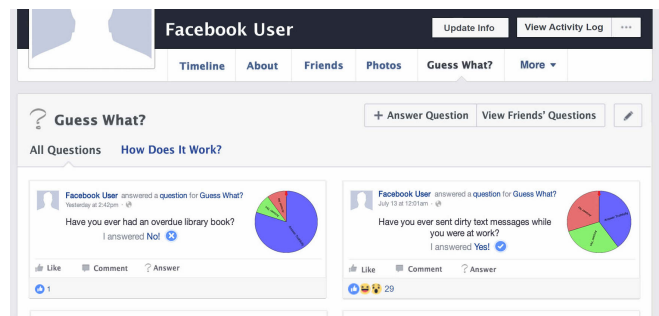 Facebook User
Update Info
View Activity Log
Timeline About Friends Photos Guess What? More
Guess What?
+ Answer Question View Friends' Questions
All Questions How Does It Work?
Facebook User answered a question for Guess What?
Yesterday at 2:42pm
Have you ever had an overdue library book?
I answered No!
Like Comment ? Answer
1
Facebook User answered a question for Guess What?
July 13 at 12:01am
Have you ever sent dirty text messages while
you were at work?
I answered Yes!
Like Comment ? Answer
29